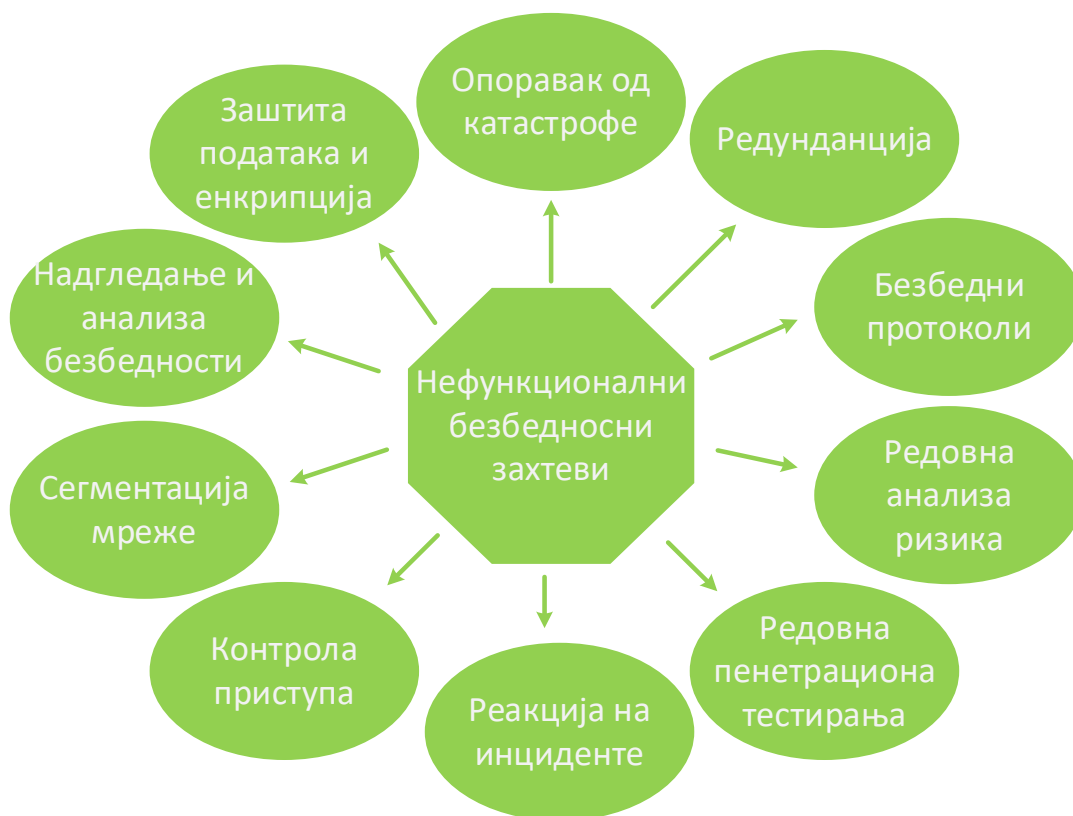 Опоравак од
катастрофе
Редунданција
Безбедни
протоколи
Редовна
анализа
ризика
Редовна
пенетрациона
тестирања
Реакција на
инциденте
Контрола
приступа
Сегментација
мреже
Надгледање и
анализа
безбедности
Заштита
података и
енкрипција
Нефункционални
безбедносни
захтеви